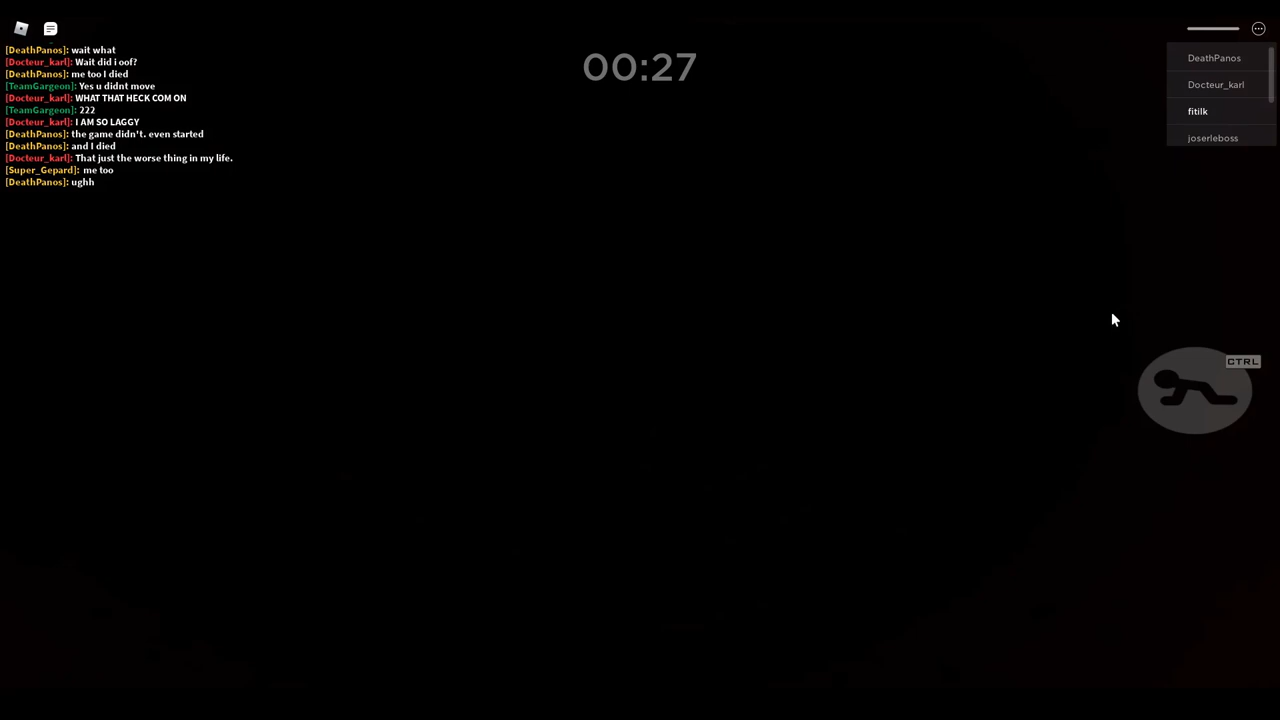 [DeathPanos]: wait what
[Docteur_karl]: Wait did i oof?
[DeathPanos]: me too I died
[TeamGargeon]: Yes u didnt move
[Docteur_karl]: WHAT THAT HECK COM ON
[TeamGargeon]: 222
[Docteur_karl]: I AM SO LAGGY
[DeathPanos]: the game didn't. even started
[DeathPanos]: and I died
[Docteur_karl]: That just the worse thing in my life.
[Super_Gepard]: me too
[DeathPanos]: ughh
00:27
DeathPanos
Docteur_karl
fitilk
joserleboss
CTRL